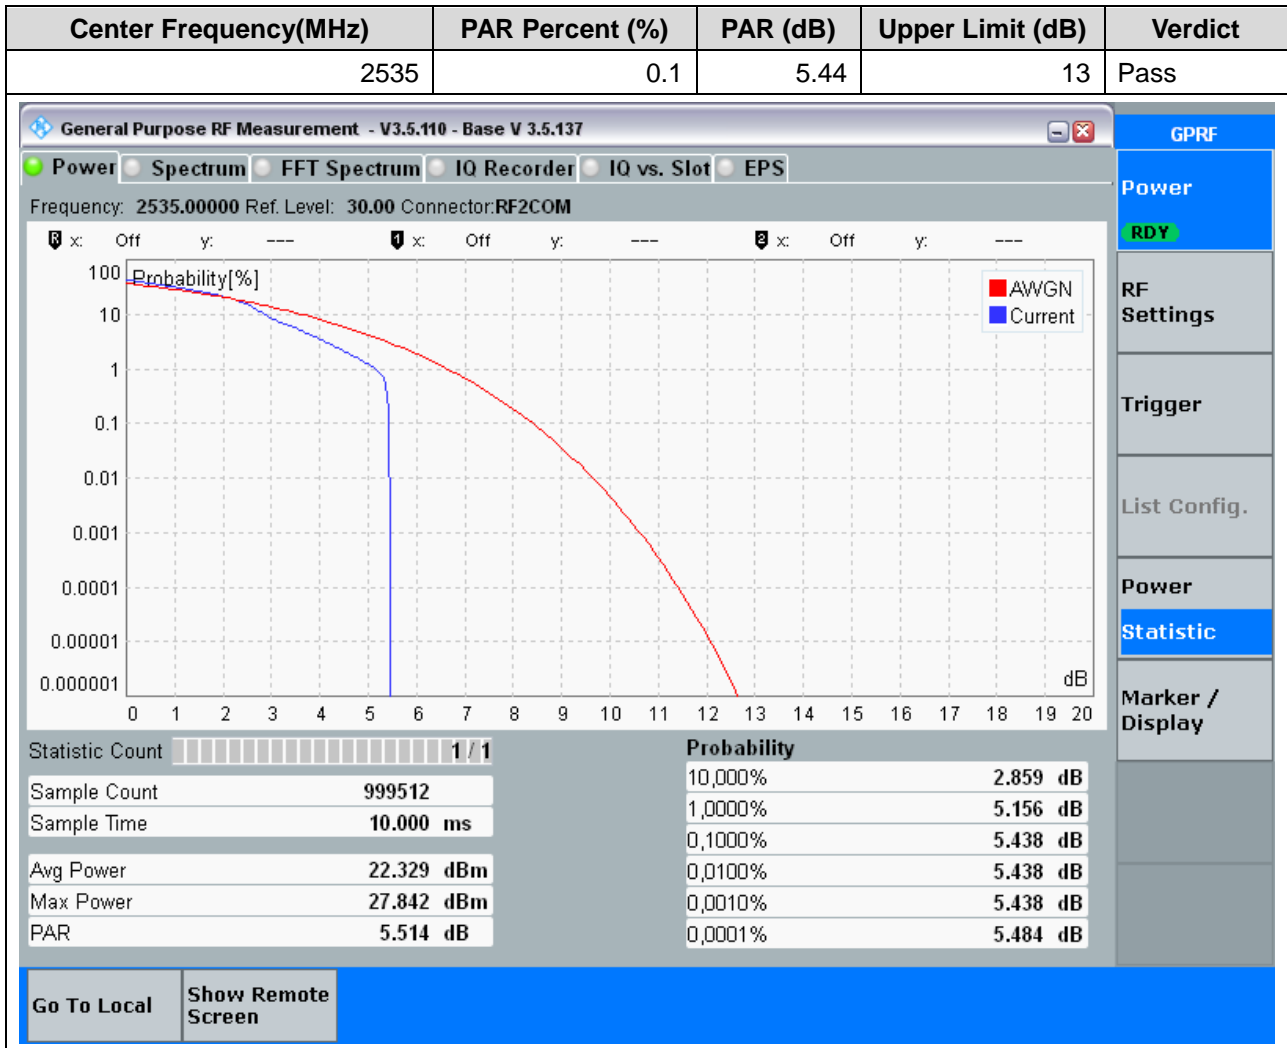 Center Frequency(MHz) PAR Percent (%) PAR (dB) Upper Limit (dB) Verdict
2535 0.1 5.44 13 Pass
General Purpose RF Measurement - V3.5.110 - Base V 3.5.137
GPRF
Power Spectrum FFT Spectrum IQ Recorder IQ vs. Slot EPS
Frequency: 2535.00000 Ref. Level: 30.00 Connector:RF2COM
R x: Off y: --- 1 x: Off y: --- 2 x: Off y: ---
Probability[%]
100
10
1
0.1
0.01
0.001
0.0001
0.00001
0.000001
AWGN
Current
dB
0 1 2 3 4 5 6 7 8 9 10 11 12 13 14 15 16 17 18 19 20
Statistic Count 1 / 1
Sample Count 999512
Sample Time 10.000 ms
Avg Power 22.329 dBm
Max Power 27.842 dBm
PAR 5.514 dB
Probability
10,000% 2.859 dB
1,0000% 5.156 dB
0,1000% 5.438 dB
0,0100% 5.438 dB
0,0010% 5.438 dB
0,0001% 5.484 dB
Power
RDY
RF
Settings
Trigger
List Config.
Power
Statistic
Marker /
Display
Go To Local
Show Remote
Screen